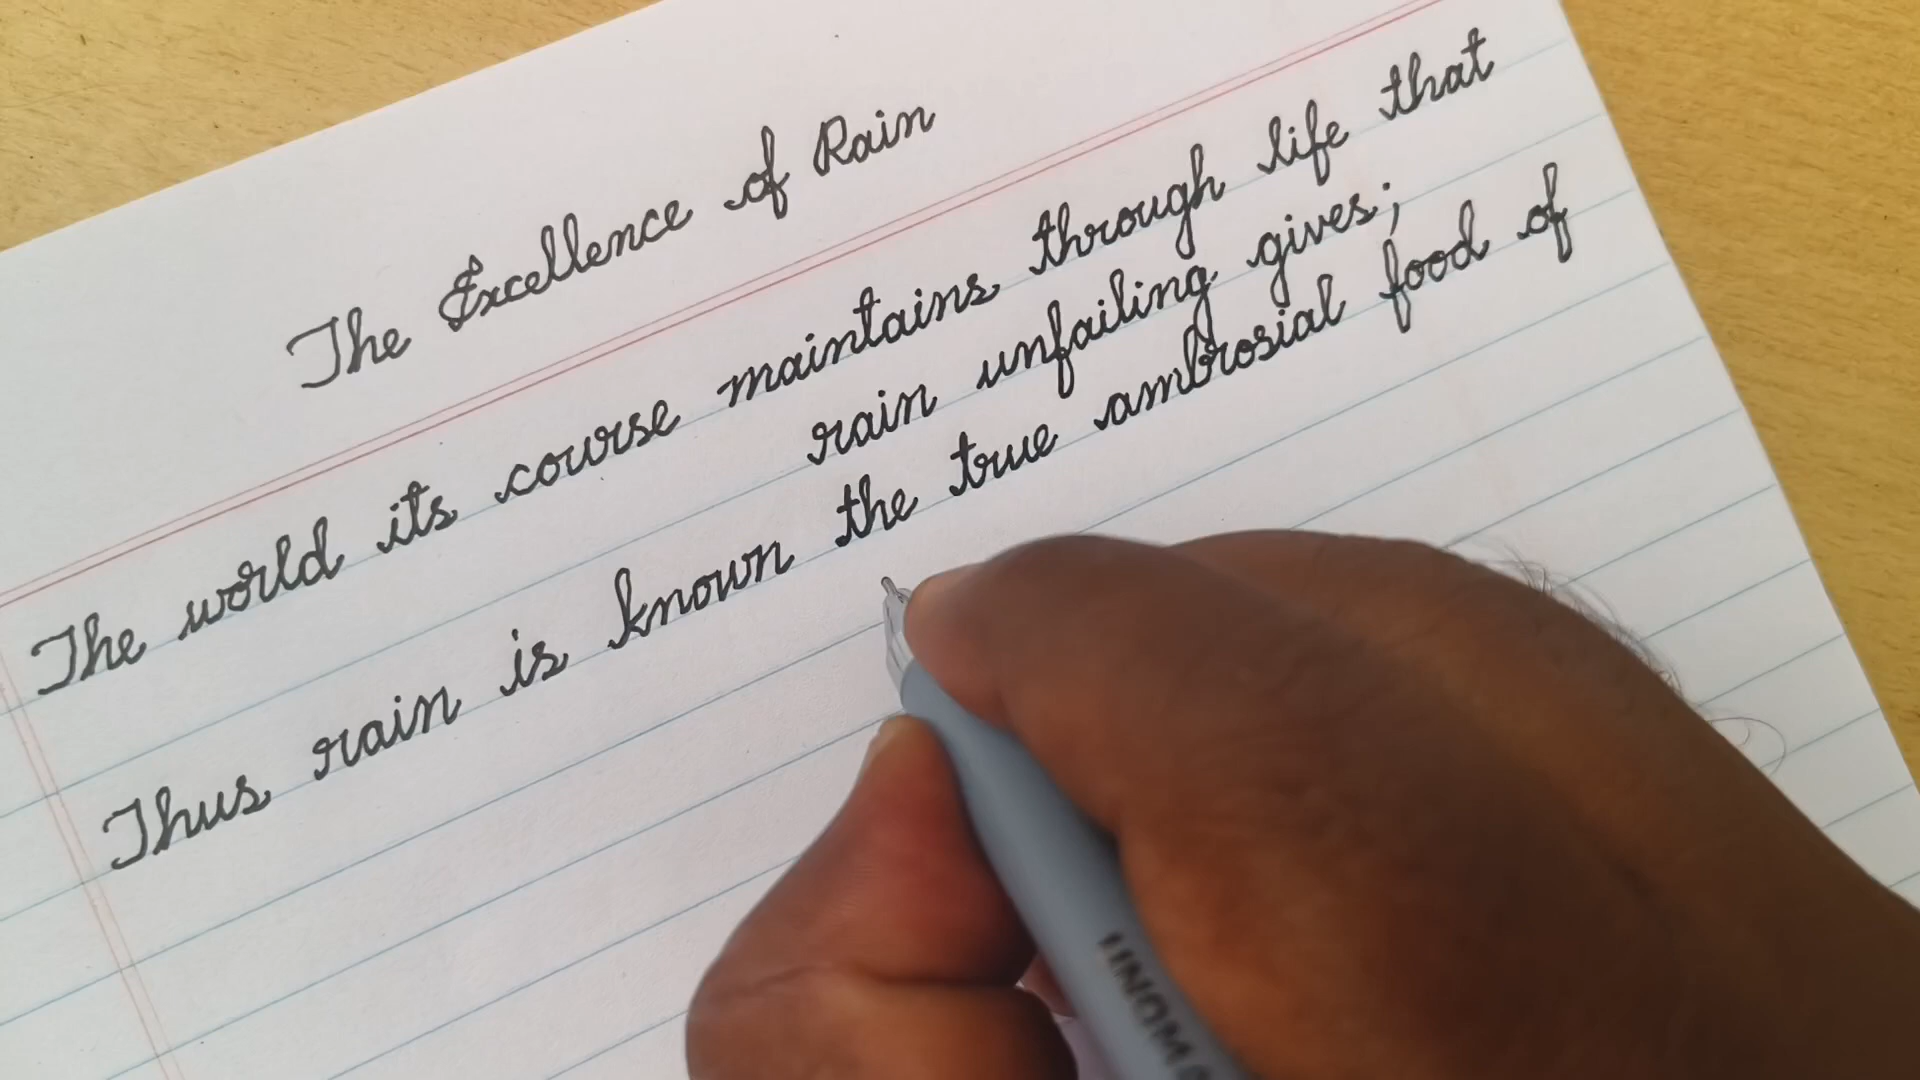 The Excellence of Rain
The world its course maintains through life that
rain unfailing gives;
Thus rain is known the true ambrosial food of
UNOMA